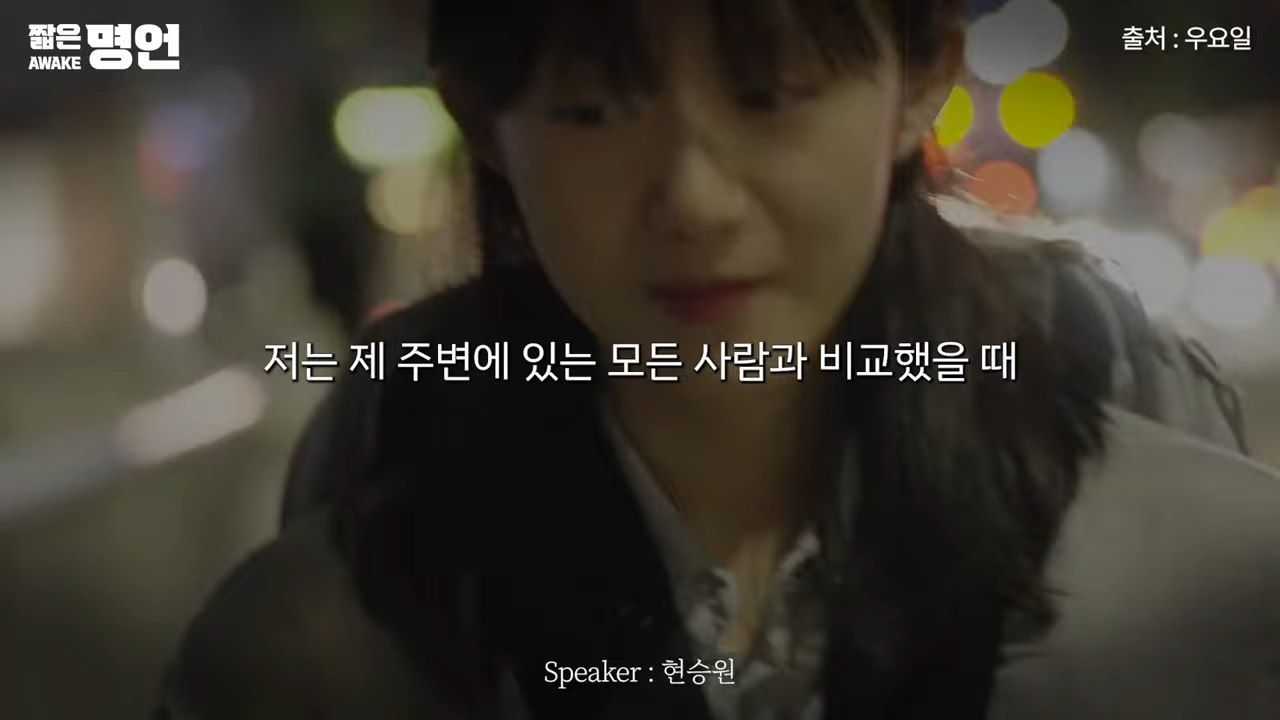 짧은 명언
AWAKE
출처 : 우요일
저는 제 주변에 있는 모든 사람과 비교했을 때
Speaker : 현승원